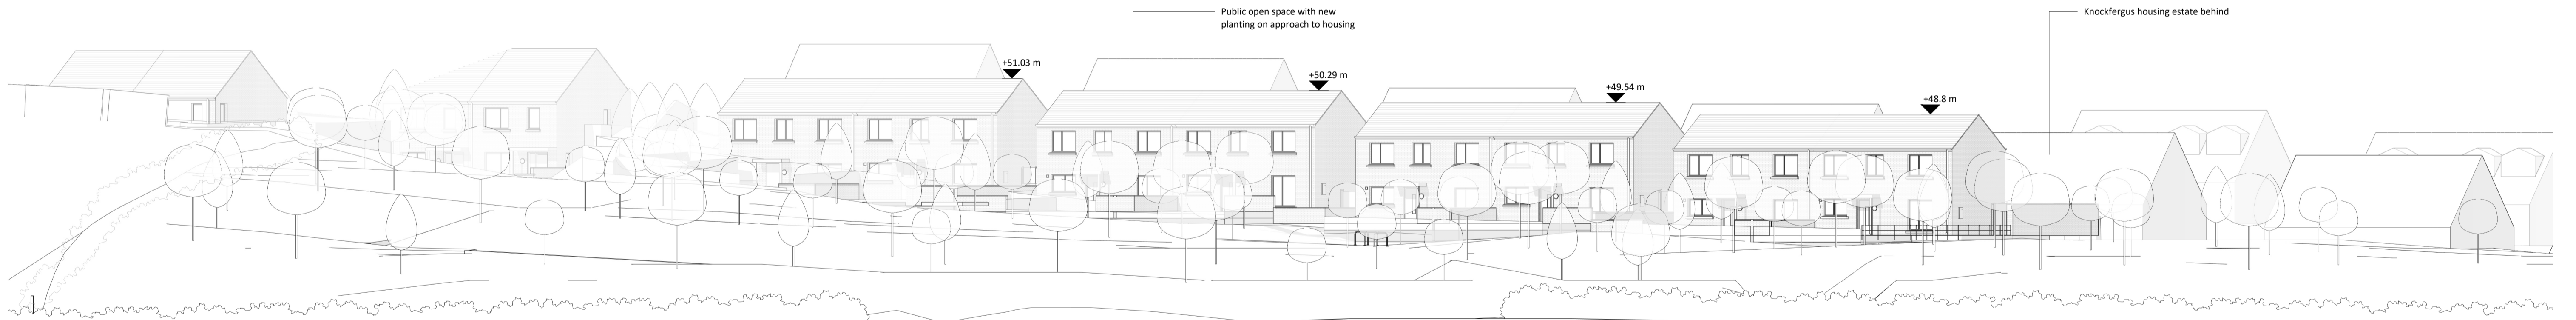 Public open space with new
planting on approach to housing
Knockfergus housing estate behind
+51.03 m
+50.29 m
+49.54 m
+48.8 m